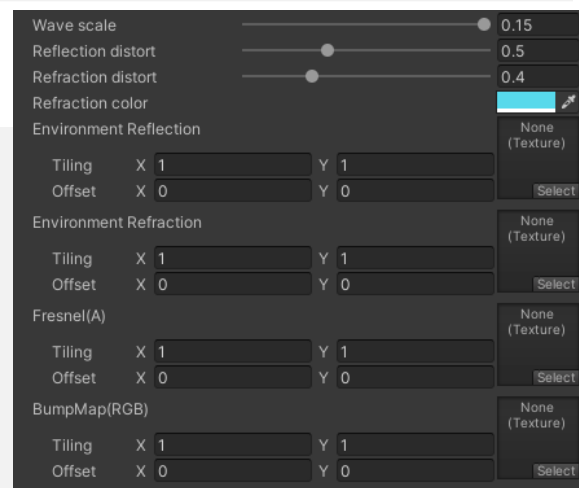 Wave scale 0.15
Reflection distort 0.5
Refraction distort 0.4
Refraction color
Environment Reflection None
(Texture)
Tiling X 1 Y 1
Offset X 0 Y 0 Select
Environment Refraction None
(Texture)
Tiling X 1 Y 1
Offset X 0 Y 0 Select
Fresnel(A) None
(Texture)
Tiling X 1 Y 1
Offset X 0 Y 0 Select
BumpMap(RGB) None
(Texture)
Tiling X 1 Y 1
Offset X 0 Y 0 Select